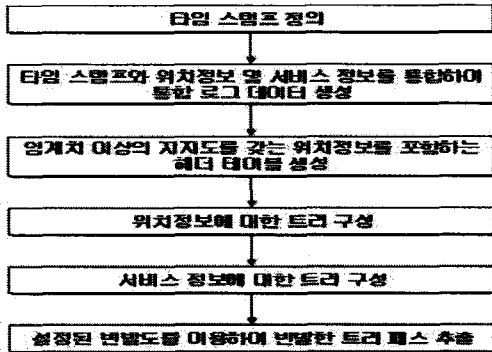 타임 스탬프 정의
타임 스탬프와 위치정보 및 서비스 정보를 통합하여
통합 로그 데이터 생성
임계치 이상의 지지도를 갖는 위치정보를 포함하는
헤더 테이블 생성
위치정보에 대한 트리 구성
서비스 정보에 대한 트리 구성
설정된 빈발도를 이용하여 빈발한 트리 패스 추출